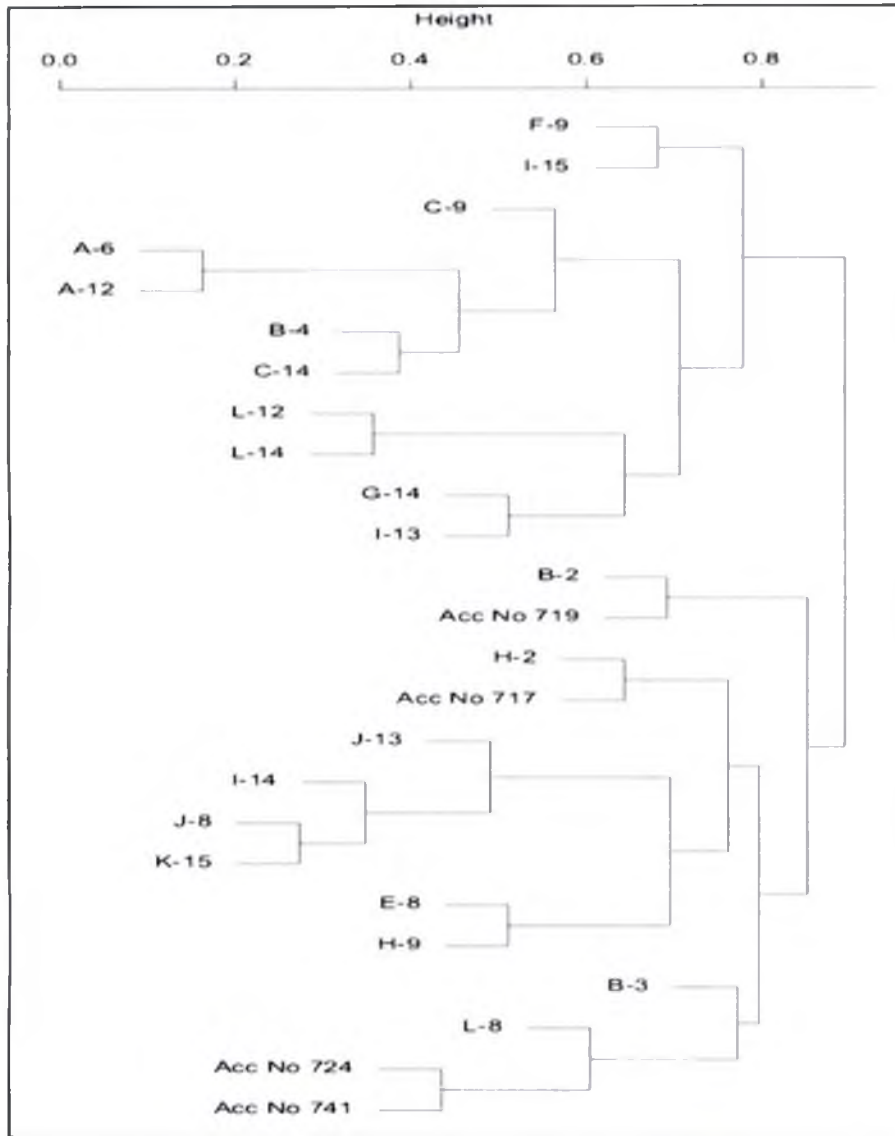 Height
0.0 0.2 0.4 0.6 0.8
F-9
I-15
C-9
A-6
A-12
B-4
C-14
L-12
L-14
G-14
I-13
B-2
Acc No 719
H-2
Acc No 717
J-13
I-14
J-8
K-15
E-8
H-9
B-3
L-8
Acc No 724
Acc No 741